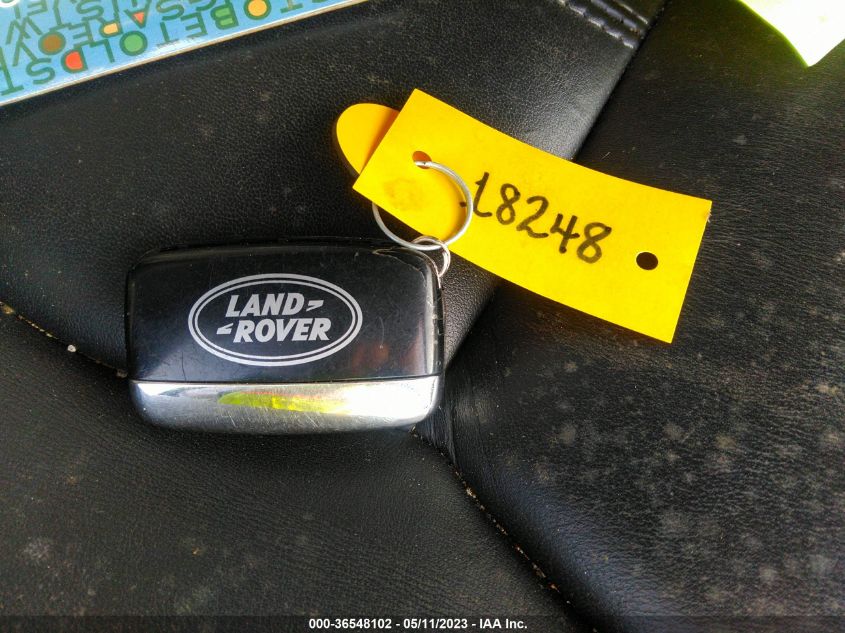 LAND
ROVER
18248
000-36548102 - 05/11/2023 - IAA Inc.